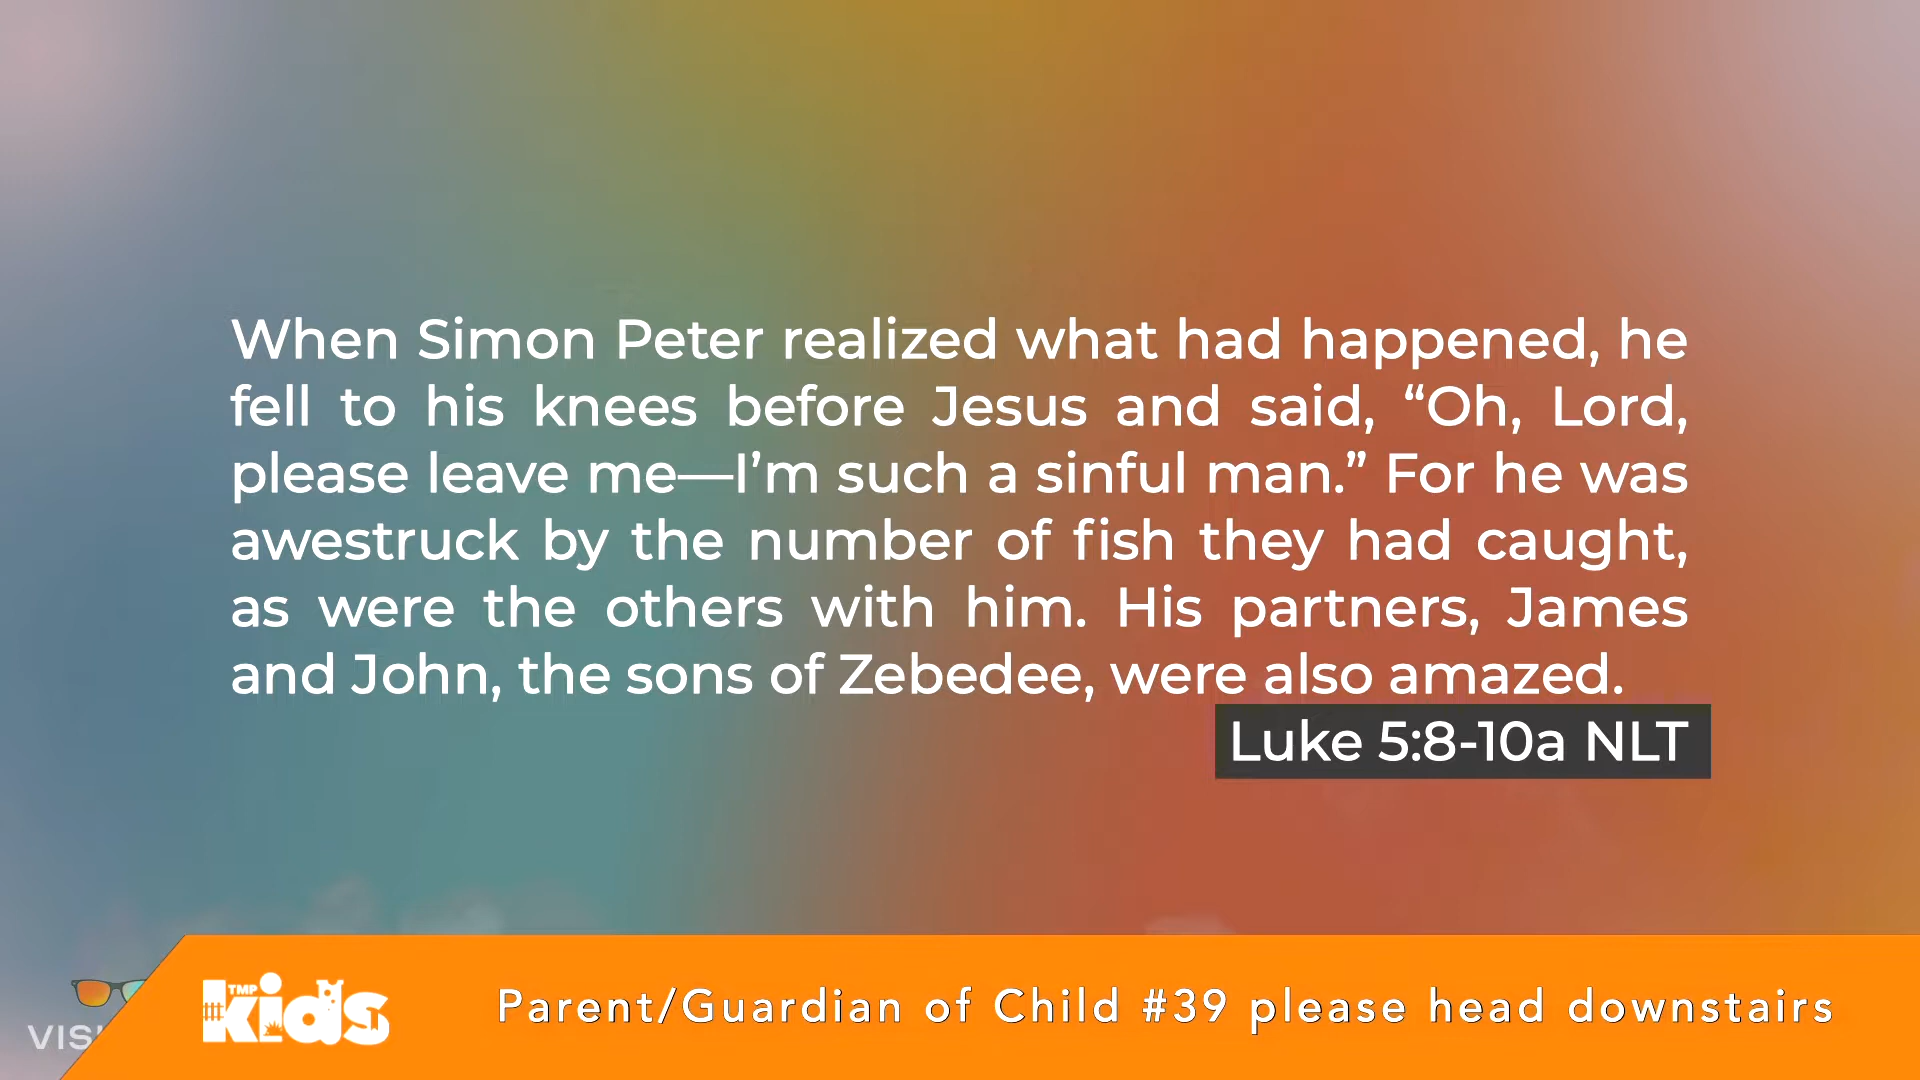 When Simon Peter realized what had happened, he
fell to his knees before Jesus and said, “Oh, Lord,
please leave me—I’m such a sinful man.” For he was
awestruck by the number of fish they had caught,
as were the others with him. His partners, James
and John, the sons of Zebedee, were also amazed.
Luke 5:8-10a NLT
VIS
TMP
kids
Parent/Guardian of Child #39 please head downstairs